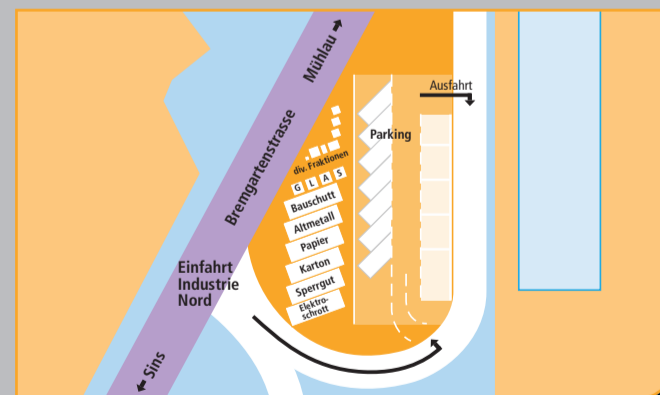 Mühlau
Bremgartenstrasse
Ausfahrt
Parking
div. Fraktionen
G L A S
Bauschutt
Altmetall
Papier
Karton
Sperrgut
Elektro-
schrott
Einfahrt
Industrie
Nord
Sins